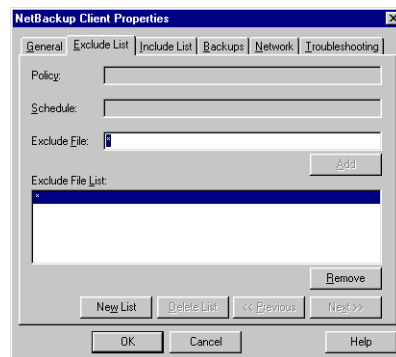 NetBackup Client Properties
General Exclude List Include List Backups Network Troubleshooting
Policy:
Schedule:
Exclude File: *
Add
Exclude File List:
*
Remove
New List Delete List << Previous Next >>
OK Cancel Help